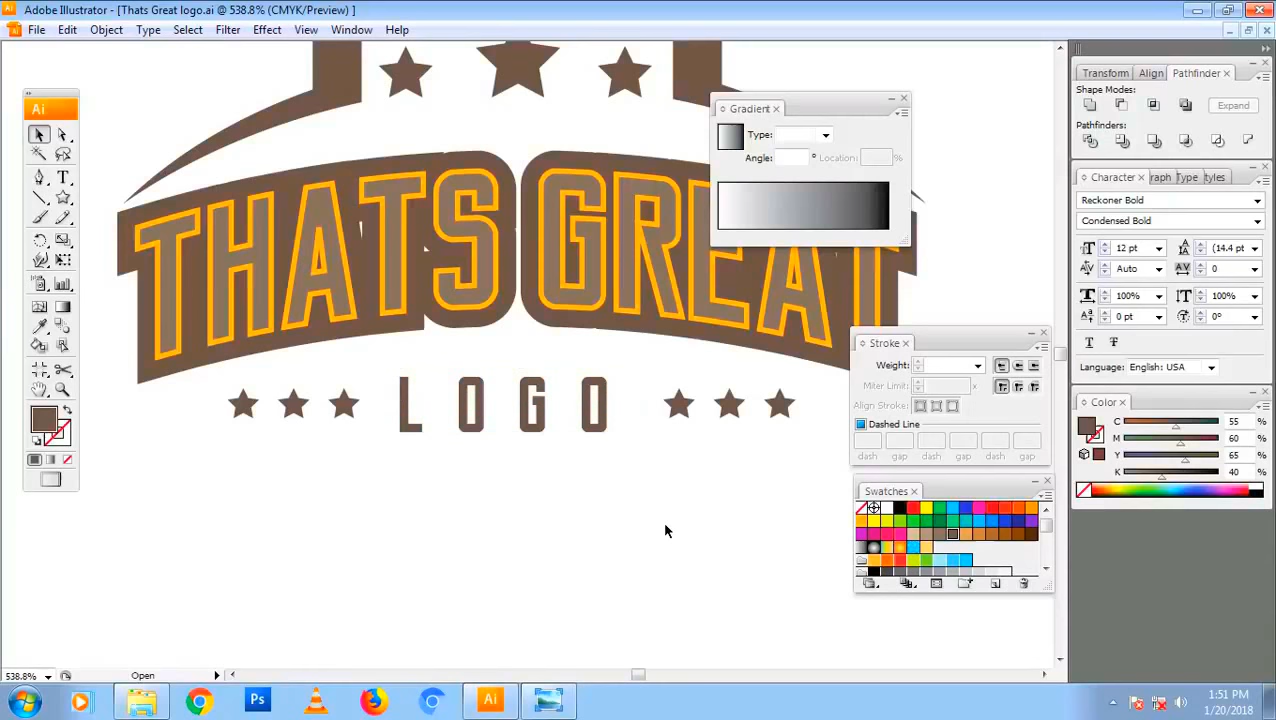 Adobe Illustrator - [Thats Great logo.ai @ 538.8% (CMYK/Preview) ]
File Edit Object Type Select Filter Effect View Window Help
Ai
THATS GREAT
LOGO
Gradient
Type:
Angle: ° Location: %
Stroke
Weight:
Miter Limit: x
Align Stroke:
Dashed Line
dash gap dash gap dash gap
Swatches
Transform Align Pathfinder
Shape Modes:
Expand
Pathfinders:
Character raph Type tyles
Reckoner Bold
Condensed Bold
12 pt (14.4 pt
Auto 0
100% 100%
0 pt 0°
Language: English: USA
Color
C 55 %
M 60 %
Y 65 %
K 40 %
538.8% Open
Ps Ai
1:51 PM
1/20/2018